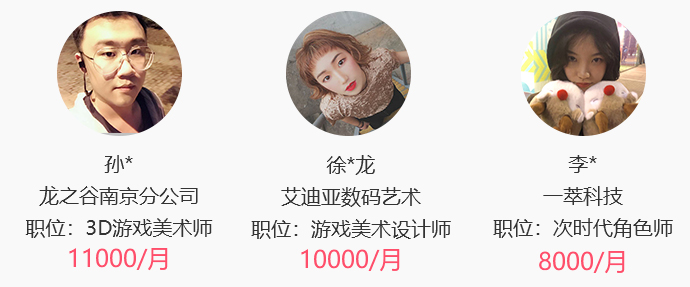 孙*
龙之谷南京分公司
职位：3D游戏美术师
11000/月
徐*龙
艾迪亚数码艺术
职位：游戏美术设计师
10000/月
李*
一萃科技
职位：次时代角色师
8000/月